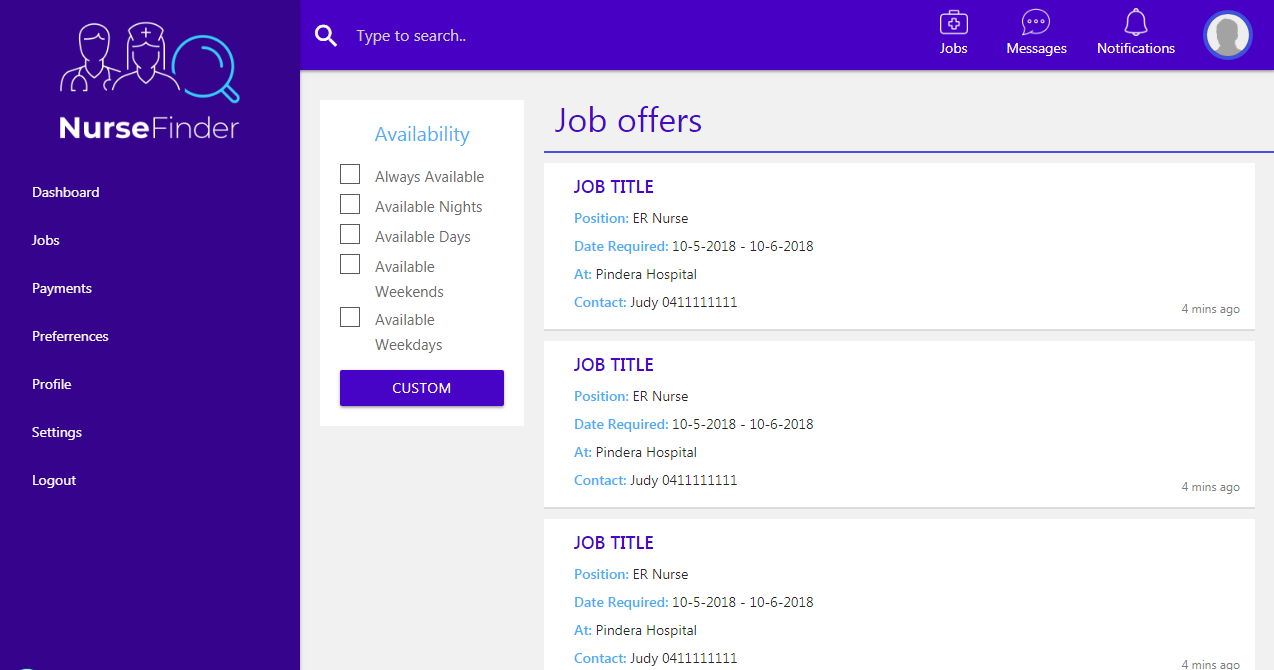 NurseFinder
Dashboard
Jobs
Payments
Preferrences
Profile
Settings
Logout
Type to search..
Jobs
Messages
Notifications
Availability
Always Available
Available Nights
Available Days
Available
Weekends
Available
Weekdays
CUSTOM
Job offers
JOB TITLE
Position: ER Nurse
Date Required: 10-5-2018 - 10-6-2018
At: Pindera Hospital
Contact: Judy 0411111111
4 mins ago
JOB TITLE
Position: ER Nurse
Date Required: 10-5-2018 - 10-6-2018
At: Pindera Hospital
Contact: Judy 0411111111
4 mins ago
JOB TITLE
Position: ER Nurse
Date Required: 10-5-2018 - 10-6-2018
At: Pindera Hospital
Contact: Judy 0411111111
4 mins ago